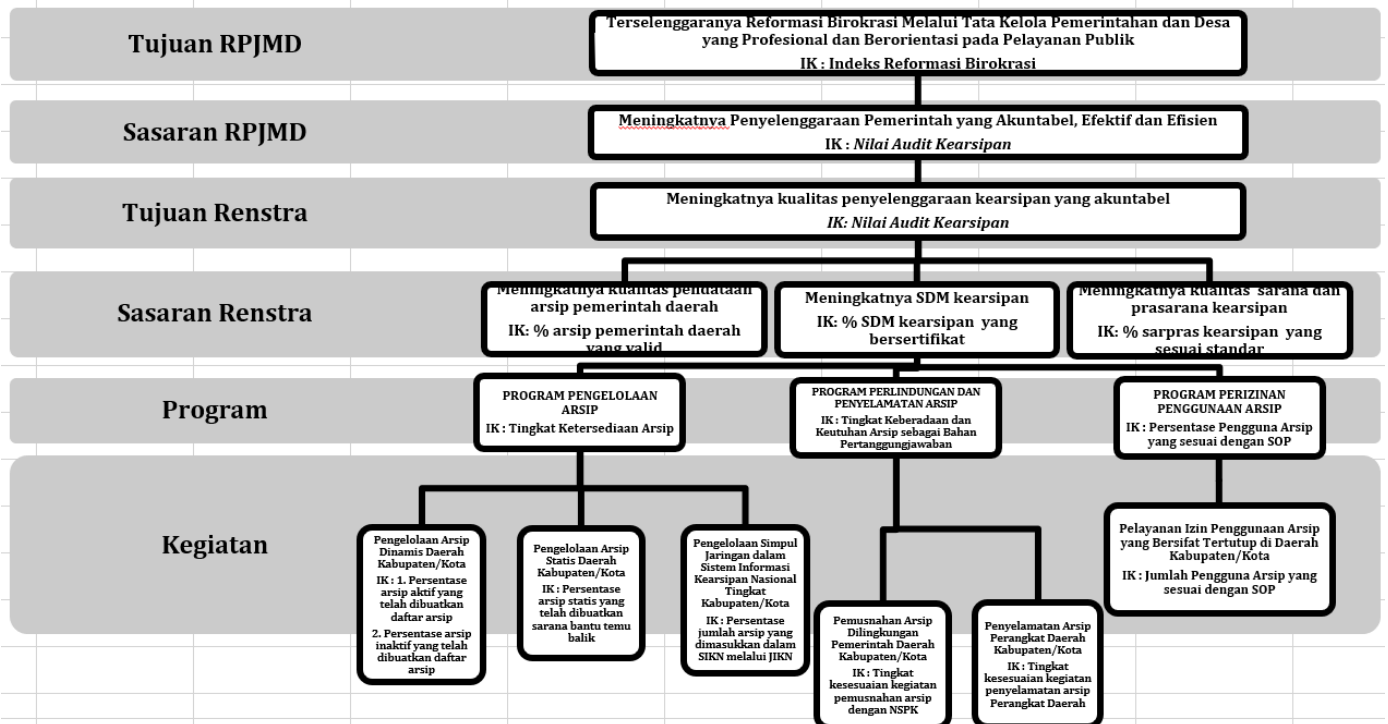 Tujuan RPJMD
Terselenggaranya Reformasi Birokrasi Melalui Tata Kelola Pemerintahan dan Desa
yang Profesional dan Berorientasi pada Pelayanan Publik
IK : Indeks Reformasi Birokrasi
Sasaran RPJMD
Meningkatnya Penyelenggaraan Pemerintah yang Akuntabel, Efektif dan Efisien
IK : Nilai Audit Kearsipan
Tujuan Renstra
Meningkatnya kualitas penyelenggaraan kearsipan yang akuntabel
IK: Nilai Audit Kearsipan
Sasaran Renstra
Meningkatnya kualitas pendataan
arsip pemerintah daerah
IK: % arsip pemerintah daerah
yang valid
Meningkatnya SDM kearsipan
IK: % SDM kearsipan yang
bersertifikat
Meningkatnya kualitas sarana dan
prasarana kearsipan
IK: % sarpras kearsipan yang
sesuai standar
Program
PROGRAM PENGELOLAAN
ARSIP
IK : Tingkat Ketersediaan Arsip
PROGRAM PERLINDUNGAN DAN
PENYELAMATAN ARSIP
IK : Tingkat Keberadaan dan
Keutuhan Arsip sebagai Bahan
Pertanggungjawaban
PROGRAM PERIZINAN
PENGGUNAAN ARSIP
IK : Persentase Pengguna Arsip
yang sesuai dengan SOP
Kegiatan
Pengelolaan Arsip
Dinamis Daerah
Kabupaten/Kota
IK : 1. Persentase
arsip aktif yang
telah dibuatkan
daftar arsip
2. Persentase arsip
inaktif yang telah
dibuatkan daftar
arsip
Pengelolaan Arsip
Statis Daerah
Kabupaten/Kota
IK : Persentase
arsip statis yang
telah dibuatkan
sarana bantu temu
balik
Pengelolaan Simpul
Jaringan dalam
Sistem Informasi
Kearsipan Nasional
Tingkat
Kabupaten/Kota
IK : Persentase
jumlah arsip yang
dimasukkan dalam
SIKN melalui JIKN
Pemusnahan Arsip
Dilingkungan
Pemerintah Daerah
Kabupaten/Kota
IK : Tingkat
kesesuaian kegiatan
pemusnahan arsip
dengan NSPK
Penyelamatan Arsip
Perangkat Daerah
Kabupaten/Kota
IK : Tingkat
kesesuaian kegiatan
penyelamatan arsip
Perangkat Daerah
Pelayanan Izin Penggunaan Arsip
yang Bersifat Tertutup di Daerah
Kabupaten/Kota
IK : Jumlah Pengguna Arsip yang
sesuai dengan SOP